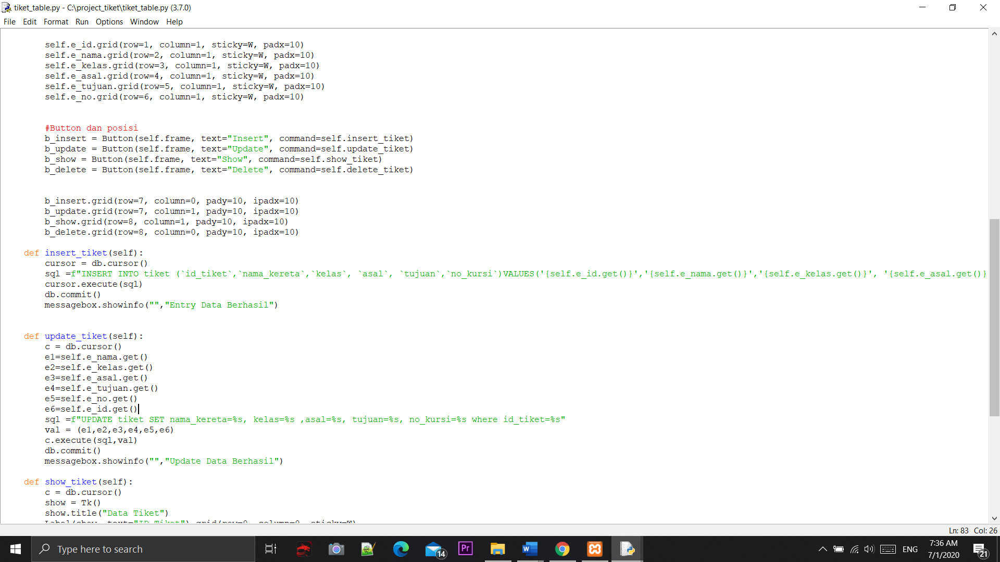 tiket_table.py - C:\project_tiket\tiket_table.py (3.7.0)
File Edit Format Run Options Window Help
self.e_id.grid(row=1, column=1, sticky=W, padx=10)
self.e_nama.grid(row=2, column=1, sticky=W, padx=10)
self.e_kelas.grid(row=3, column=1, sticky=W, padx=10)
self.e_asal.grid(row=4, column=1, sticky=W, padx=10)
self.e_tujuan.grid(row=5, column=1, sticky=W, padx=10)
self.e_no.grid(row=6, column=1, sticky=W, padx=10)
#Button dan posisi
b_insert = Button(self.frame, text="Insert", command=self.insert_tiket)
b_update = Button(self.frame, text="Update", command=self.update_tiket)
b_show = Button(self.frame, text="Show", command=self.show_tiket)
b_delete = Button(self.frame, text="Delete", command=self.delete_tiket)
b_insert.grid(row=7, column=0, pady=10, ipadx=10)
b_update.grid(row=7, column=1, pady=10, ipadx=10)
b_show.grid(row=8, column=1, pady=10, ipadx=10)
b_delete.grid(row=8, column=0, pady=10, ipadx=10)
def insert_tiket(self):
cursor = db.cursor()
sql =f"INSERT INTO tiket (`id_tiket`,`nama_kereta`,`kelas`, `asal`, `tujuan`,`no_kursi`)VALUES('{self.e_id.get()}','{self.e_nama.get()}','{self.e_kelas.get()}', '{self.e_asal.get()}
cursor.execute(sql)
db.commit()
messagebox.showinfo("","Entry Data Berhasil")
def update_tiket(self):
c = db.cursor()
e1=self.e_nama.get()
e2=self.e_kelas.get()
e3=self.e_asal.get()
e4=self.e_tujuan.get()
e5=self.e_no.get()
e6=self.e_id.get()
sql =f"UPDATE tiket SET nama_kereta=%s, kelas=%s ,asal=%s, tujuan=%s, no_kursi=%s where id_tiket=%s"
val = (e1,e2,e3,e4,e5,e6)
c.execute(sql,val)
db.commit()
messagebox.showinfo("","Update Data Berhasil")
def show_tiket(self):
c = db.cursor()
show = Tk()
show.title("Data Tiket")
Label(show, text="ID Tiket").grid(row=0, column=0, sticky=W)
Ln: 83 Col: 26
Type here to search
14
Pr
ENG
7:36 AM
7/1/2020
21